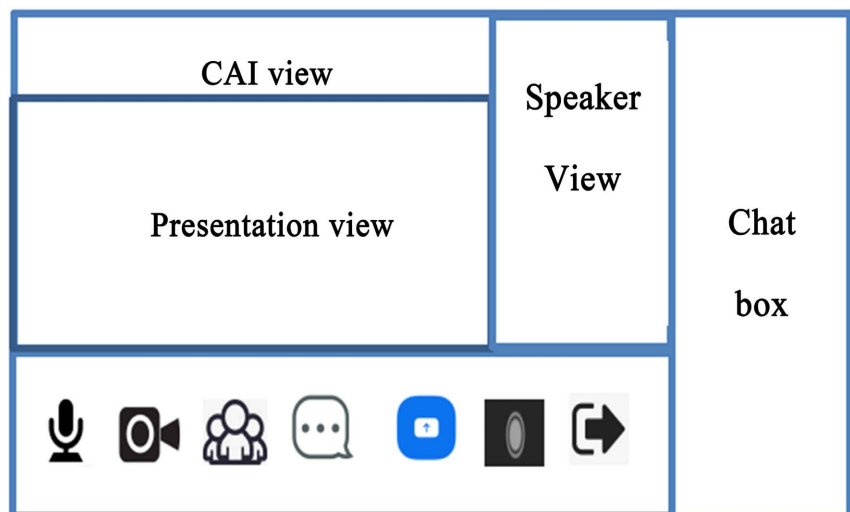 CAI view
Presentation view
Speaker
View
Chat
box